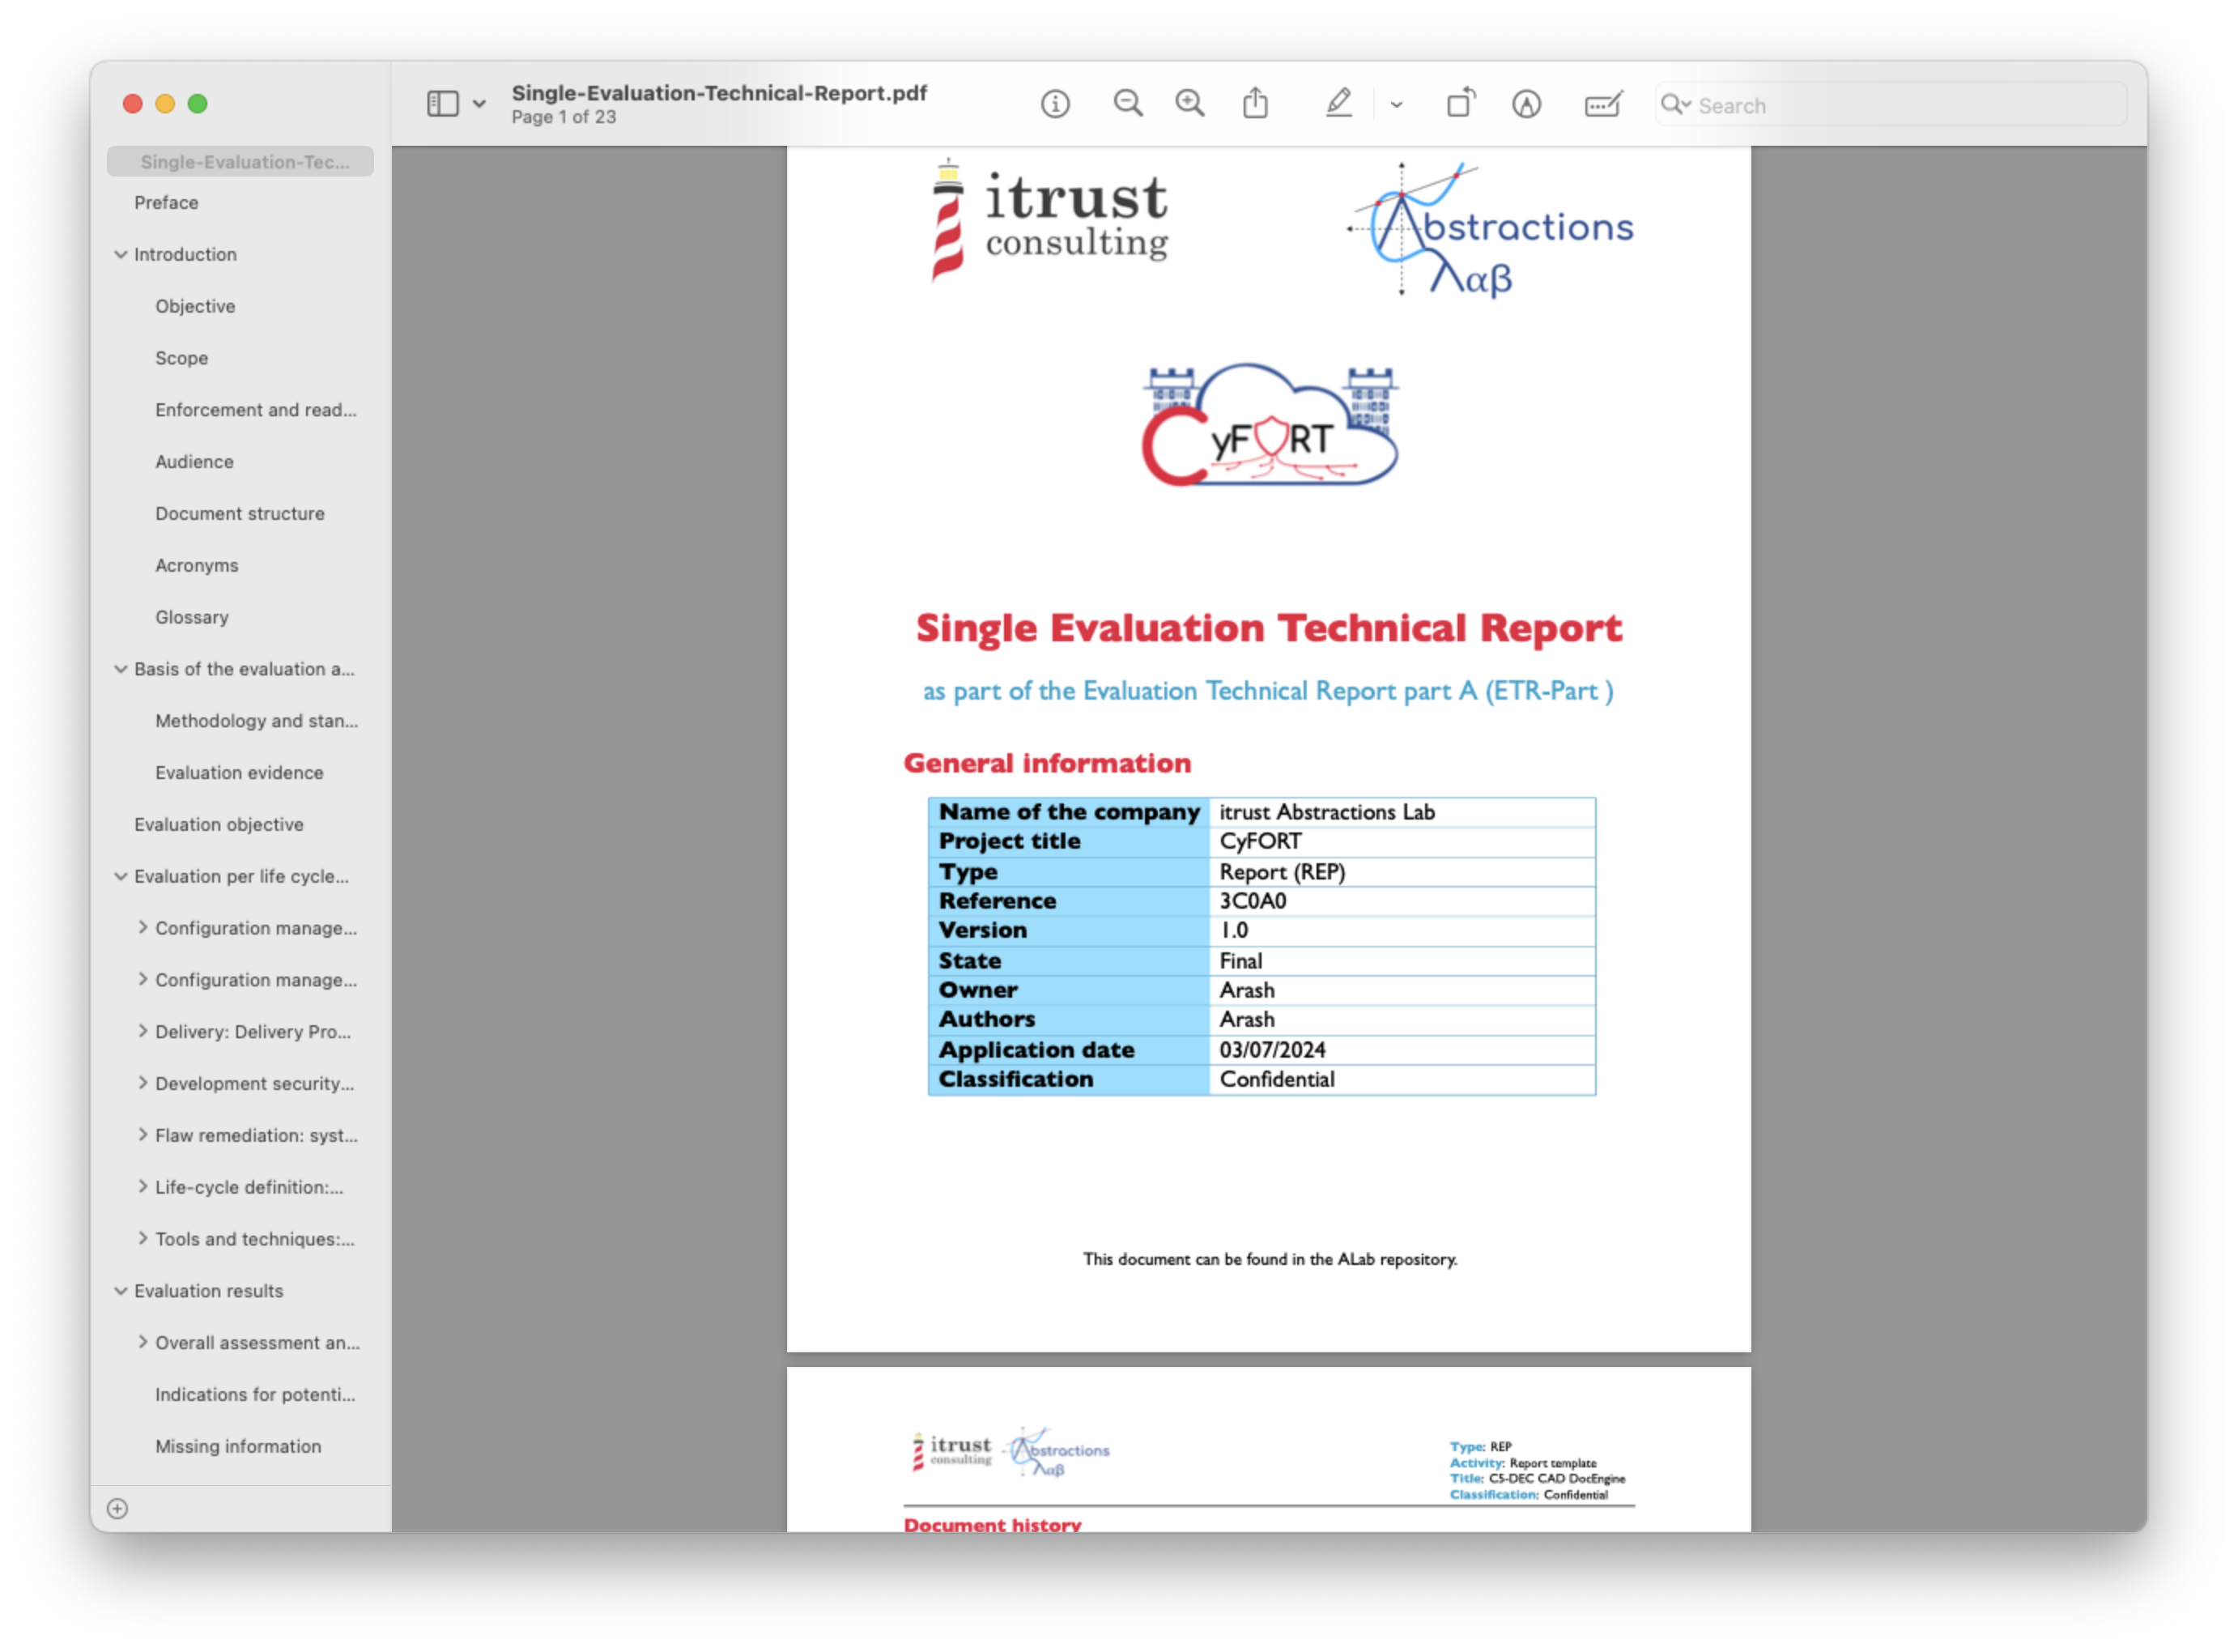 Single-Evaluation-Technical-Report.pdf
Page 1 of 23
Search
Single-Evaluation-Tec...
Preface
Introduction
Objective
Scope
Enforcement and read...
Audience
Document structure
Acronyms
Glossary
Basis of the evaluation a...
Methodology and stan...
Evaluation evidence
Evaluation objective
Evaluation per life cycle...
Configuration manage...
Configuration manage...
Delivery: Delivery Pro...
Development security...
Flaw remediation: syst...
Life-cycle definition:...
Tools and techniques:...
Evaluation results
Overall assessment an...
Indications for potenti...
Missing information
itrust
consulting
Abstractions
λαβ
CyFORT
Single Evaluation Technical Report
as part of the Evaluation Technical Report part A (ETR-Part )
General information
Name of the company itrust Abstractions Lab
Project title CyFORT
Type Report (REP)
Reference 3C0A0
Version 1.0
State Final
Owner Arash
Authors Arash
Application date 03/07/2024
Classification Confidential
This document can be found in the ALab repository.
itrust
consulting
Abstractions
λαβ
Type: REP
Activity: Report template
Title: C5-DEC CAD DocEngine
Classification: Confidential
Document history